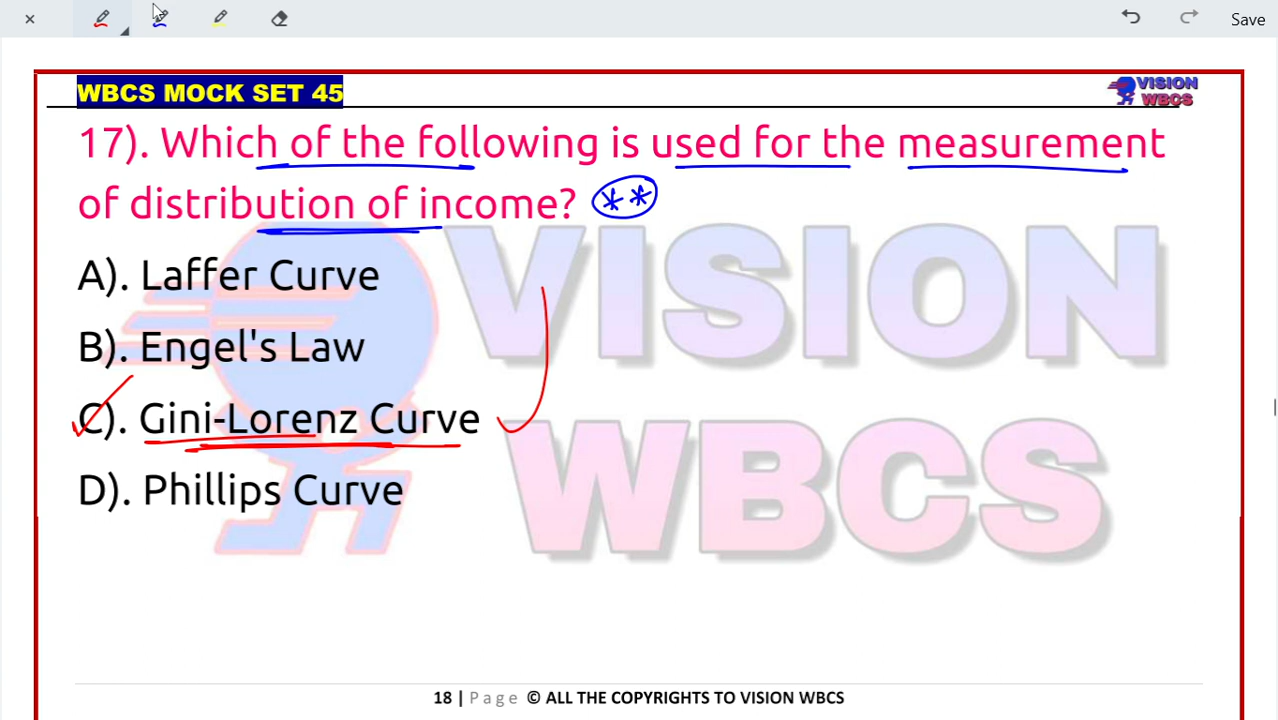 × Save
WBCS MOCK SET 45
VISION
WBCS
17). Which of the following is used for the measurement
of distribution of income? **
A). Laffer Curve
B). Engel's Law
C). Gini-Lorenz Curve
D). Phillips Curve
VISION
WBCS
18 | Page © ALL THE COPYRIGHTS TO VISION WBCS